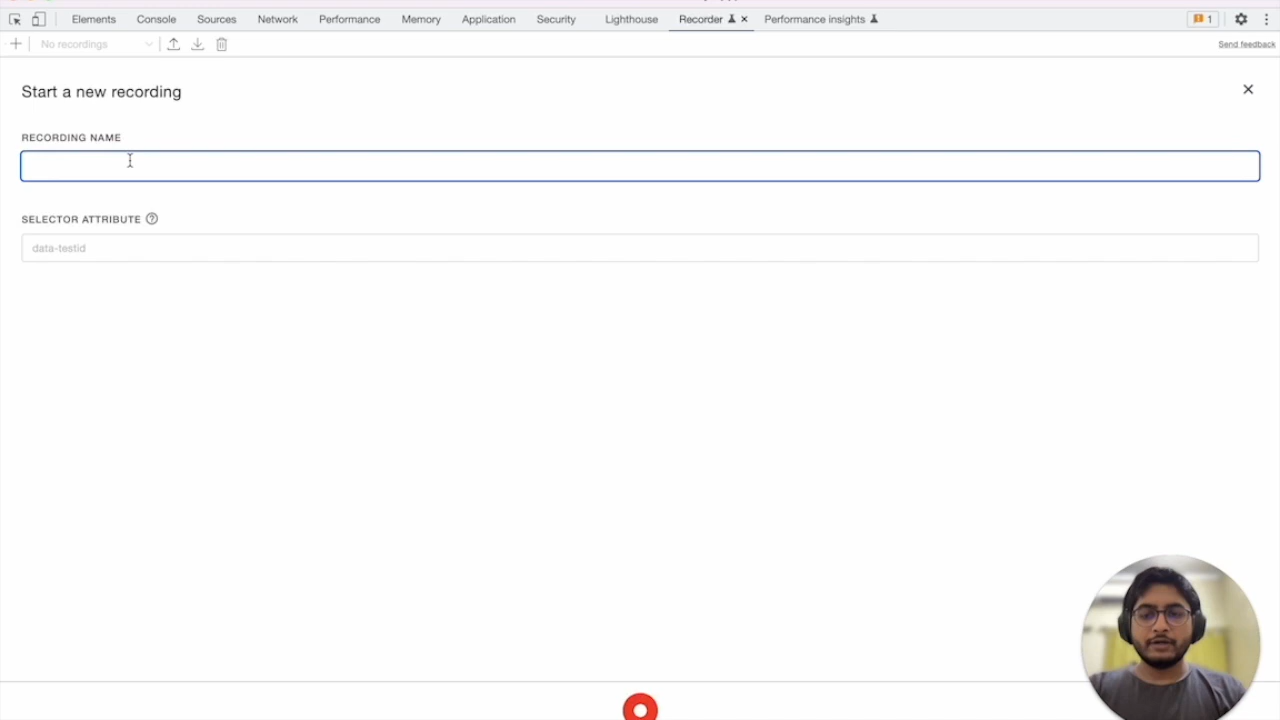 Elements Console Sources Network Performance Memory Application Security Lighthouse Recorder Performance insights 1
No recordings Send feedback
Start a new recording
RECORDING NAME
SELECTOR ATTRIBUTE ?
data-testid